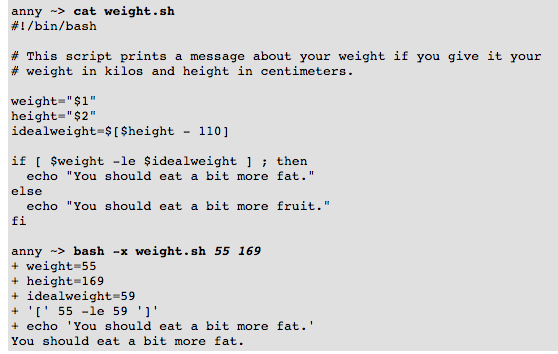 anny ~> cat weight.sh
#!/bin/bash
# This script prints a message about your weight if you give it your
# weight in kilos and height in centimeters.
weight="$1"
height="$2"
idealweight=$[$height - 110]
if [ $weight -le $idealweight ] ; then
echo "You should eat a bit more fat."
else
echo "You should eat a bit more fruit."
fi
anny ~> bash -x weight.sh 55 169
+ weight=55
+ height=169
+ idealweight=59
+ '[' 55 -le 59 ']'
+ echo 'You should eat a bit more fat.'
You should eat a bit more fat.